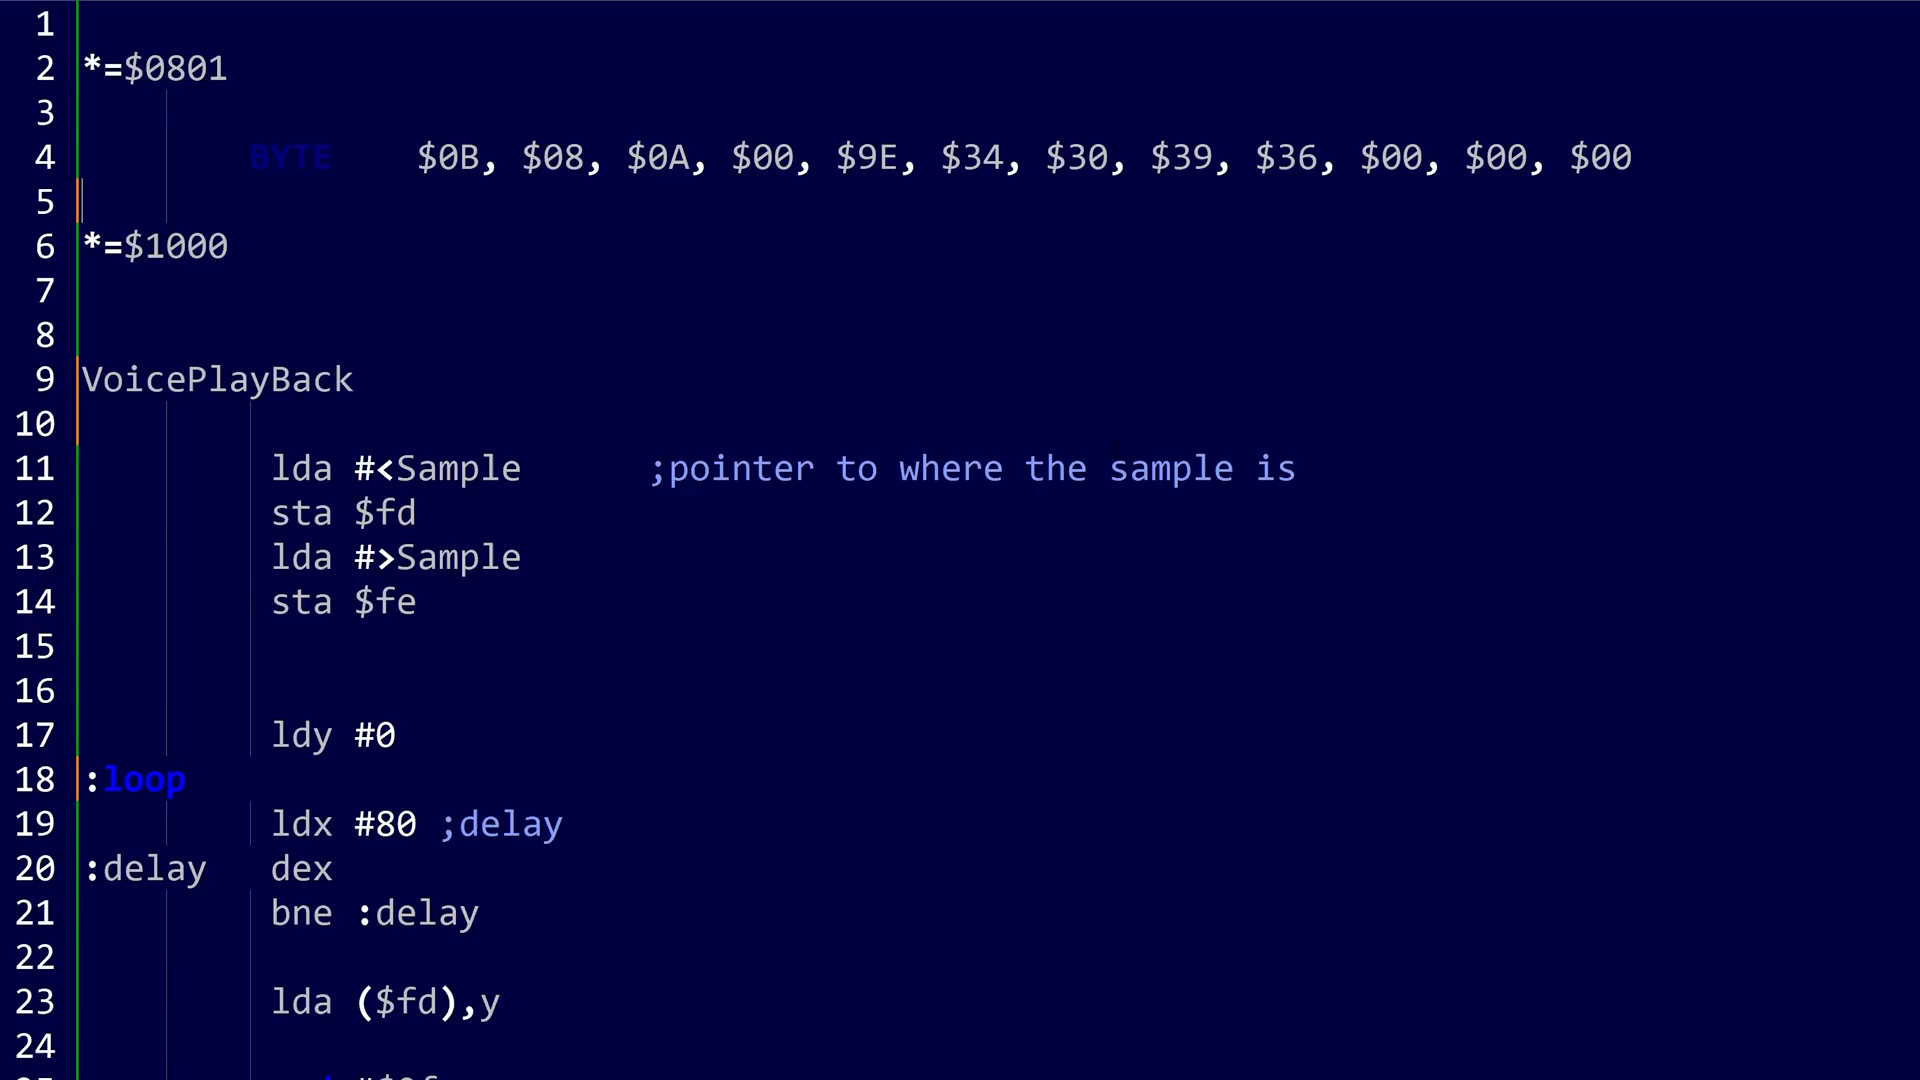 1
2 *=$0801
3
4 BYTE $0B, $08, $0A, $00, $9E, $34, $30, $39, $36, $00, $00, $00
5
6 *=$1000
7
8
9 VoicePlayBack
10
11 lda #<Sample ;pointer to where the sample is
12 sta $fd
13 lda #>Sample
14 sta $fe
15
16
17 ldy #0
18 :loop
19 ldx #80 ;delay
20 :delay dex
21 bne :delay
22
23 lda ($fd),y
24